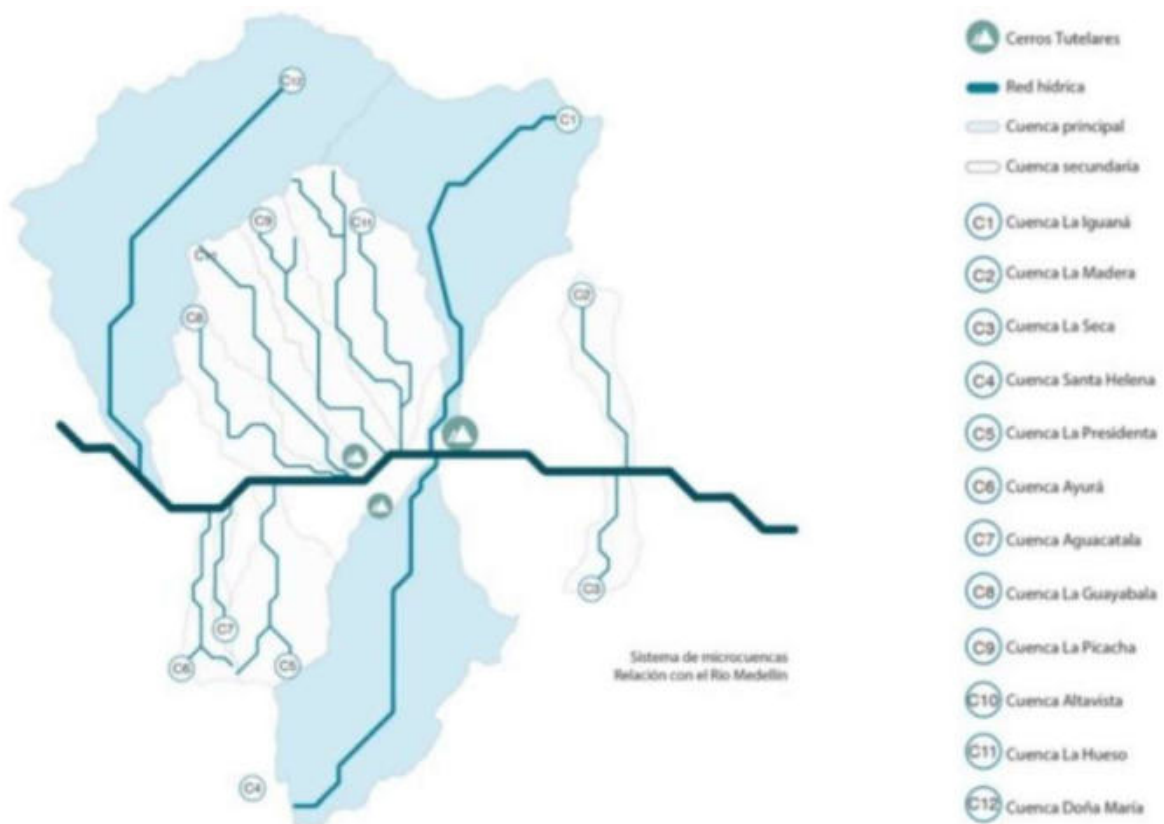 C12
C1
C9
C11
C10
C8
C2
C7
C6
C5
C3
C4
Sistema de microcuencas
Relación con el Río Medellín
Cerros Tutelares
Red hídrica
Cuenca principal
Cuenca secundaria
C1 Cuenca La Iguaná
C2 Cuenca La Madera
C3 Cuenca La Seca
C4 Cuenca Santa Helena
C5 Cuenca La Presidenta
C6 Cuenca Ayurá
C7 Cuenca Aguacatala
C8 Cuenca La Guayabala
C9 Cuenca La Picacha
C10 Cuenca Altavista
C11 Cuenca La Hueso
C12 Cuenca Doña María